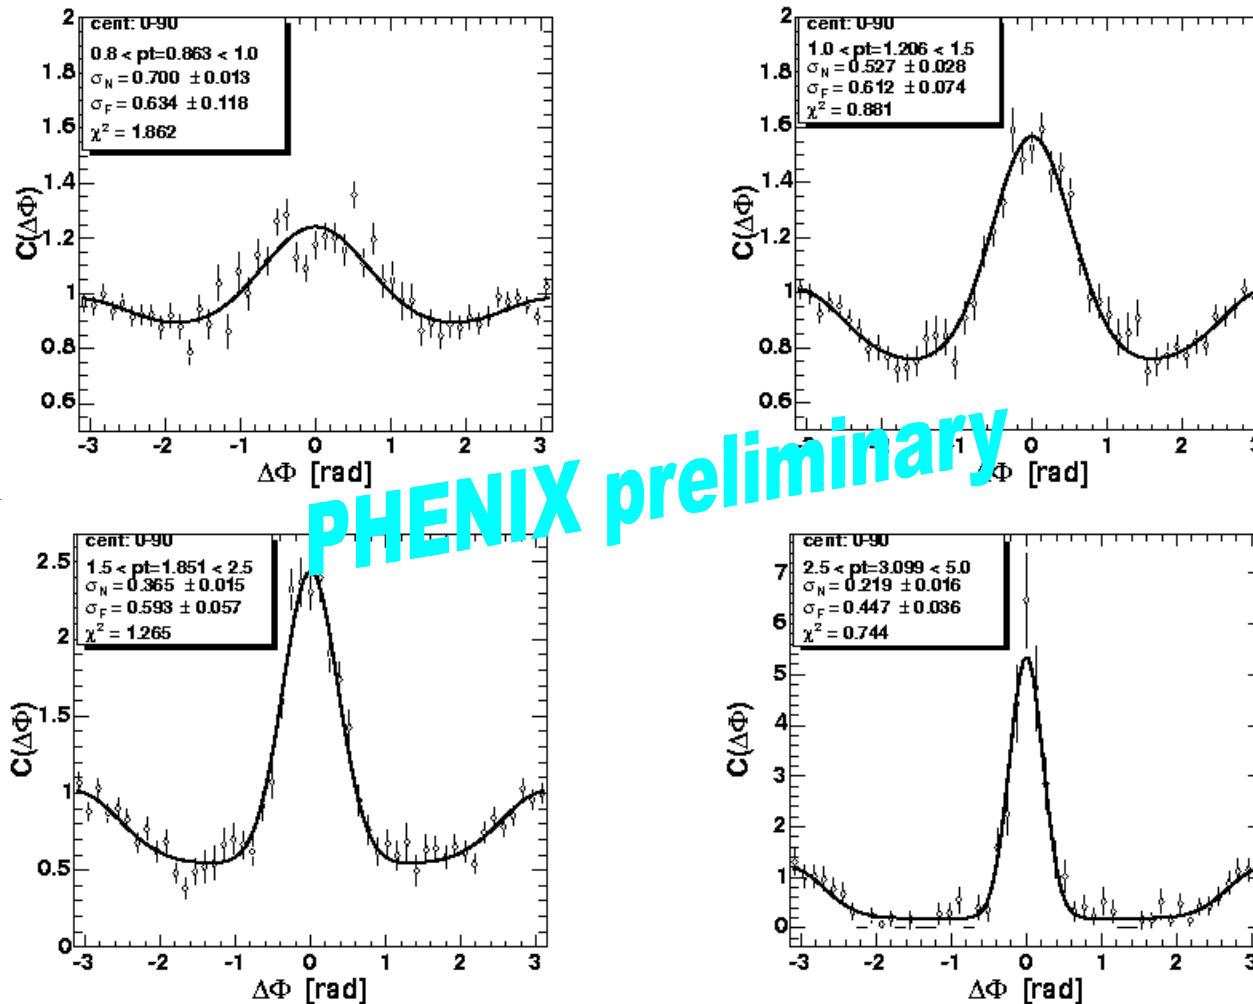 2
1.8
1.6
1.4
1.2
1
0.8
0.6
cent: 0-90
0.8 < pt=0.863 < 1.0
σN = 0.700 ±0.013
σF = 0.634 ±0.118
χ² = 1.862
C(ΔΦ)
-3 -2 -1 0 1 2 3
ΔΦ [rad]
2
1.8
1.6
1.4
1.2
1
0.8
0.6
cent: 0-90
1.0 < pt=1.206 < 1.5
σN = 0.527 ±0.028
σF = 0.612 ±0.074
χ² = 0.881
C(ΔΦ)
-3 -2 -1 0 1 2 3
ΔΦ [rad]
PHENIX preliminary
2.5
2
1.5
1
0.5
0
cent: 0-90
1.5 < pt=1.851 < 2.5
σN = 0.365 ±0.015
σF = 0.593 ±0.057
χ² = 1.265
C(ΔΦ)
-3 -2 -1 0 1 2 3
ΔΦ [rad]
7
6
5
4
3
2
1
0
cent: 0-90
2.5 < pt=3.099 < 5.0
σN = 0.219 ±0.016
σF = 0.447 ±0.036
χ² = 0.744
C(ΔΦ)
-3 -2 -1 0 1 2 3
ΔΦ [rad]